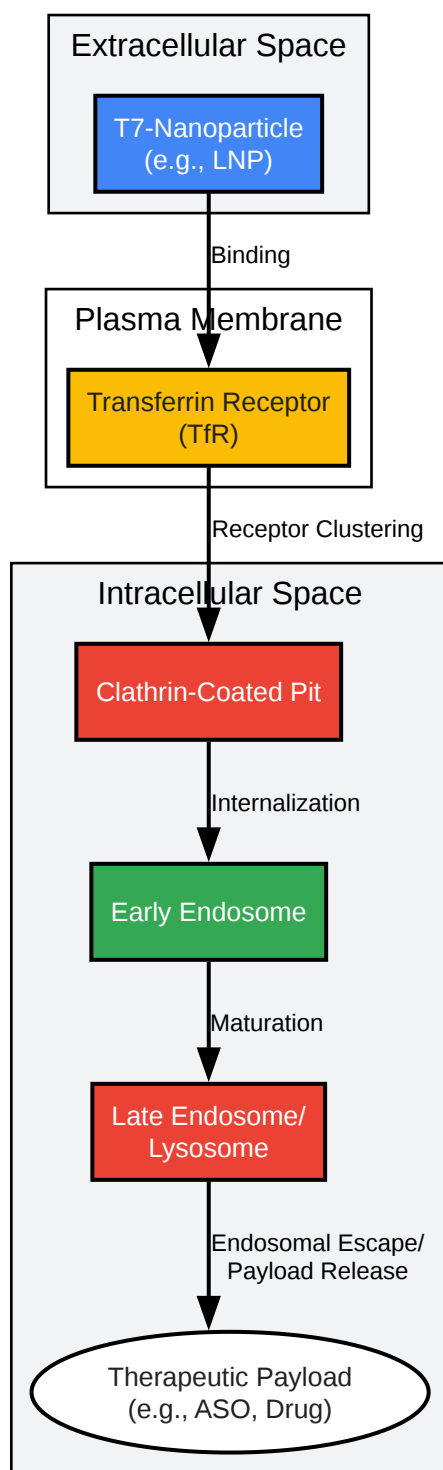 Extracellular Space
T7-Nanoparticle
(e.g., LNP)
Binding
Plasma Membrane
Transferrin Receptor
(TfR)
Receptor Clustering
Intracellular Space
Clathrin-Coated Pit
Internalization
Early Endosome
Maturation
Late Endosome/
Lysosome
Endosomal Escape/
Payload Release
Therapeutic Payload
(e.g., ASO, Drug)